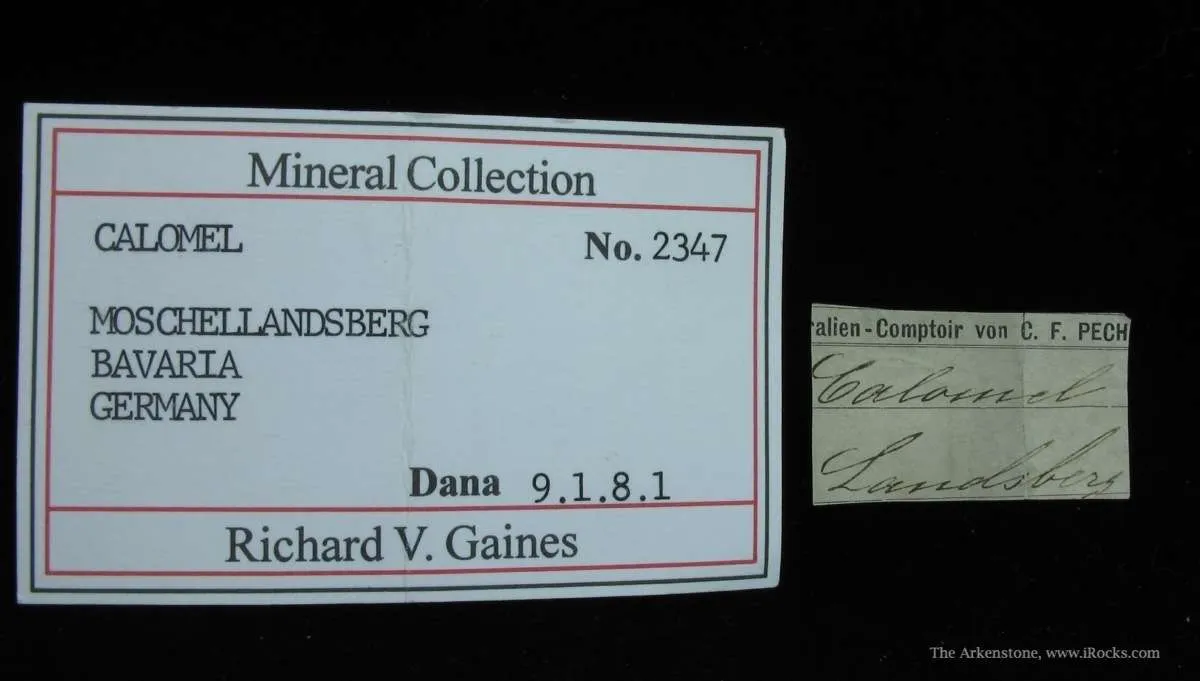 Mineral Collection
CALOMEL No. 2347
MOSCHELLANDSBERG
BAVARIA
GERMANY
Dana 9.1.8.1
Richard V. Gaines
ralien-Comptoir von C. F. PECH
Calomel
Landsberg
The Arkenstone, www.iRocks.com